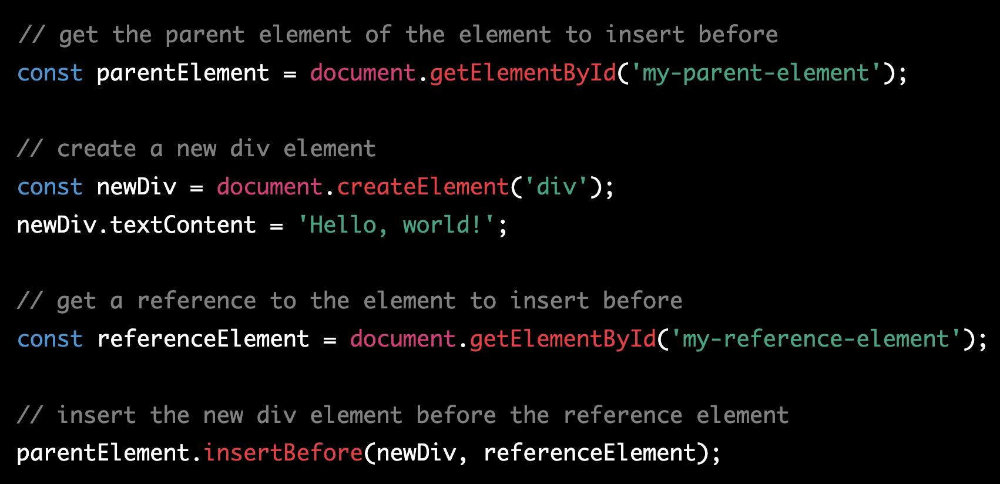 // get the parent element of the element to insert before
const parentElement = document.getElementById('my-parent-element');
// create a new div element
const newDiv = document.createElement('div');
newDiv.textContent = 'Hello, world!';
// get a reference to the element to insert before
const referenceElement = document.getElementById('my-reference-element');
// insert the new div element before the reference element
parentElement.insertBefore(newDiv, referenceElement);